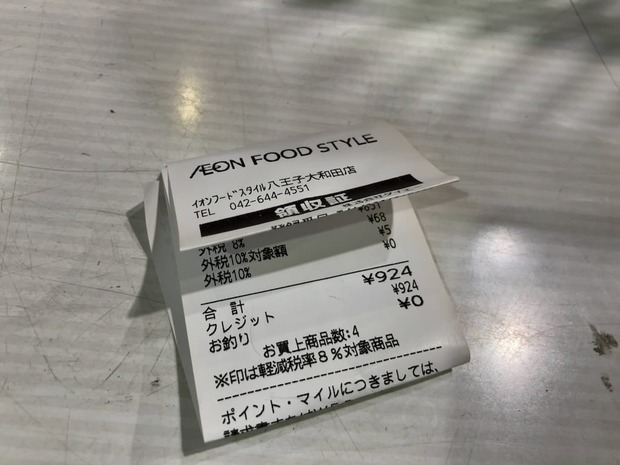 ÆON FOOD STYLE
ｲｵﾝﾌｰﾄﾞｽﾀｲﾙ八王子大和田店
TEL 042-644-4551
領収証
外税 8% ¥68
外税10%対象額 ¥5
外税10% ¥0
合 計 ¥924
クレジット ¥924
お釣り ¥0
お買上商品数:4
※印は軽減税率８％対象商品
ポイント・マイルにつきましては、